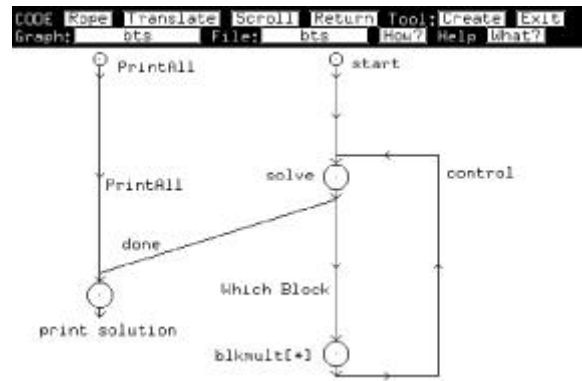 CODE Rope Translate Scroll Return Tool: Create Exit
Graph: bts File: bts How? Help What?
PrintAll start
solve control
PrintAll
done
Which Block
print solution
blkmult[*]